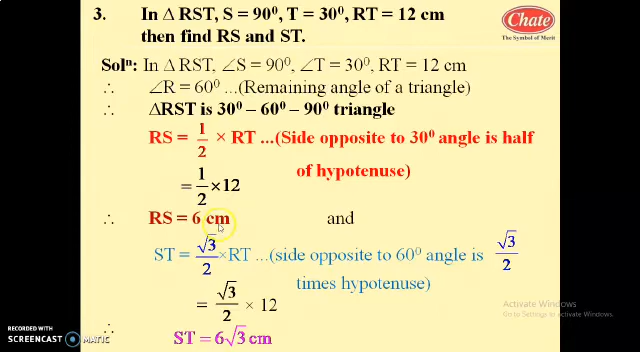 3. In Δ RST, S = 90⁰, T = 30⁰, RT = 12 cm
then find RS and ST.
Chate
The Symbol of Merit
Solⁿ: In Δ RST, ∠S = 90⁰, ∠T = 30⁰, RT = 12 cm
∴ ∠R = 60⁰ ...(Remaining angle of a triangle)
∴ ΔRST is 30⁰ – 60⁰ – 90⁰ triangle
RS = 1/2 × RT ...(Side opposite to 30⁰ angle is half
of hypotenuse)
= 1/2 × 12
∴ RS = 6 cm and
ST = √3/2 × RT ...(side opposite to 60⁰ angle is √3/2
times hypotenuse)
= √3/2 × 12
∴ ST = 6√3 cm
Activate Windows
Go to Settings to activate Windows.
RECORDED WITH
SCREENCAST MATIC